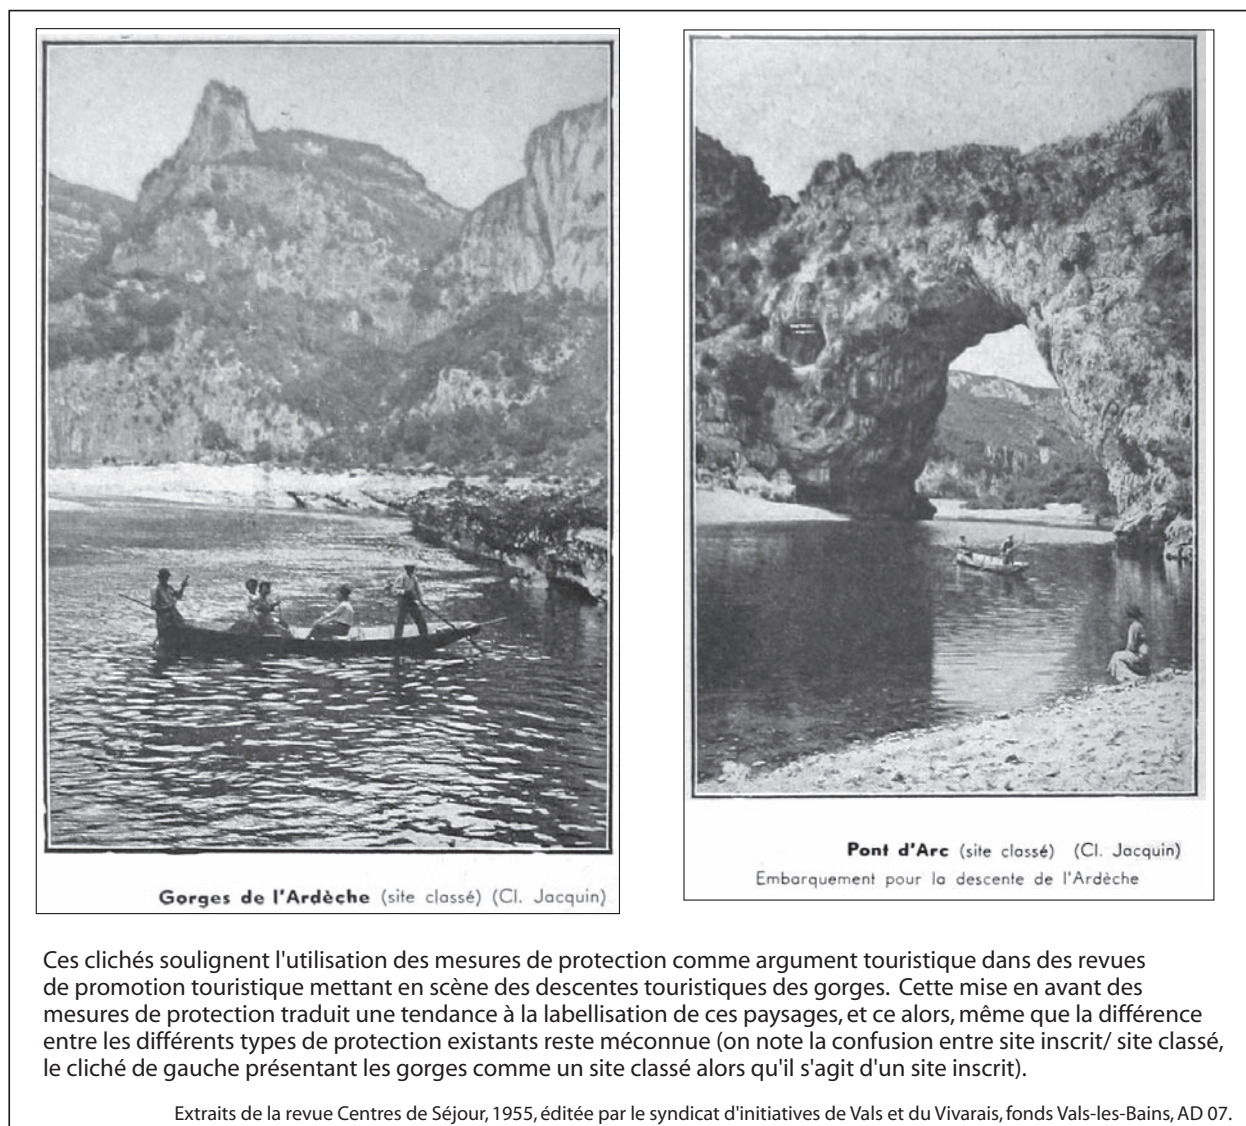 Gorges de l'Ardèche (site classé) (Cl. Jacquin)
Pont d'Arc (site classé) (Cl. Jacquin)
Embarquement pour la descente de l'Ardèche
Ces clichés soulignent l'utilisation des mesures de protection comme argument touristique dans des revues
de promotion touristique mettant en scène des descentes touristiques des gorges. Cette mise en avant des
mesures de protection traduit une tendance à la labellisation de ces paysages, et ce alors, même que la différence
entre les différents types de protection existants reste méconnue (on note la confusion entre site inscrit/ site classé,
le cliché de gauche présentant les gorges comme un site classé alors qu'il s'agit d'un site inscrit).
Extraits de la revue Centres de Séjour, 1955, éditée par le syndicat d'initiatives de Vals et du Vivarais, fonds Vals-les-Bains, AD 07.